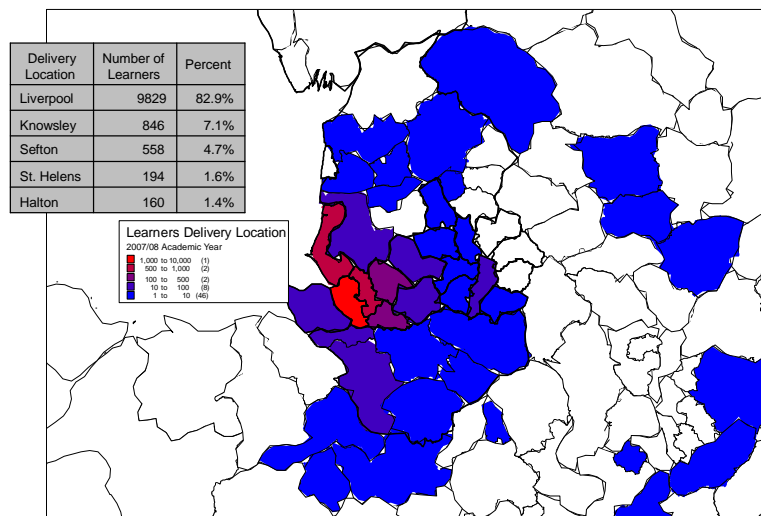 Delivery Location Number of Learners Percent
Liverpool 9829 82.9%
Knowsley 846 7.1%
Sefton 558 4.7%
St. Helens 194 1.6%
Halton 160 1.4%
Learners Delivery Location
2007/08 Academic Year
1,000 to 10,000 (1)
500 to 1,000 (2)
100 to 500 (2)
10 to 100 (8)
1 to 10 (46)